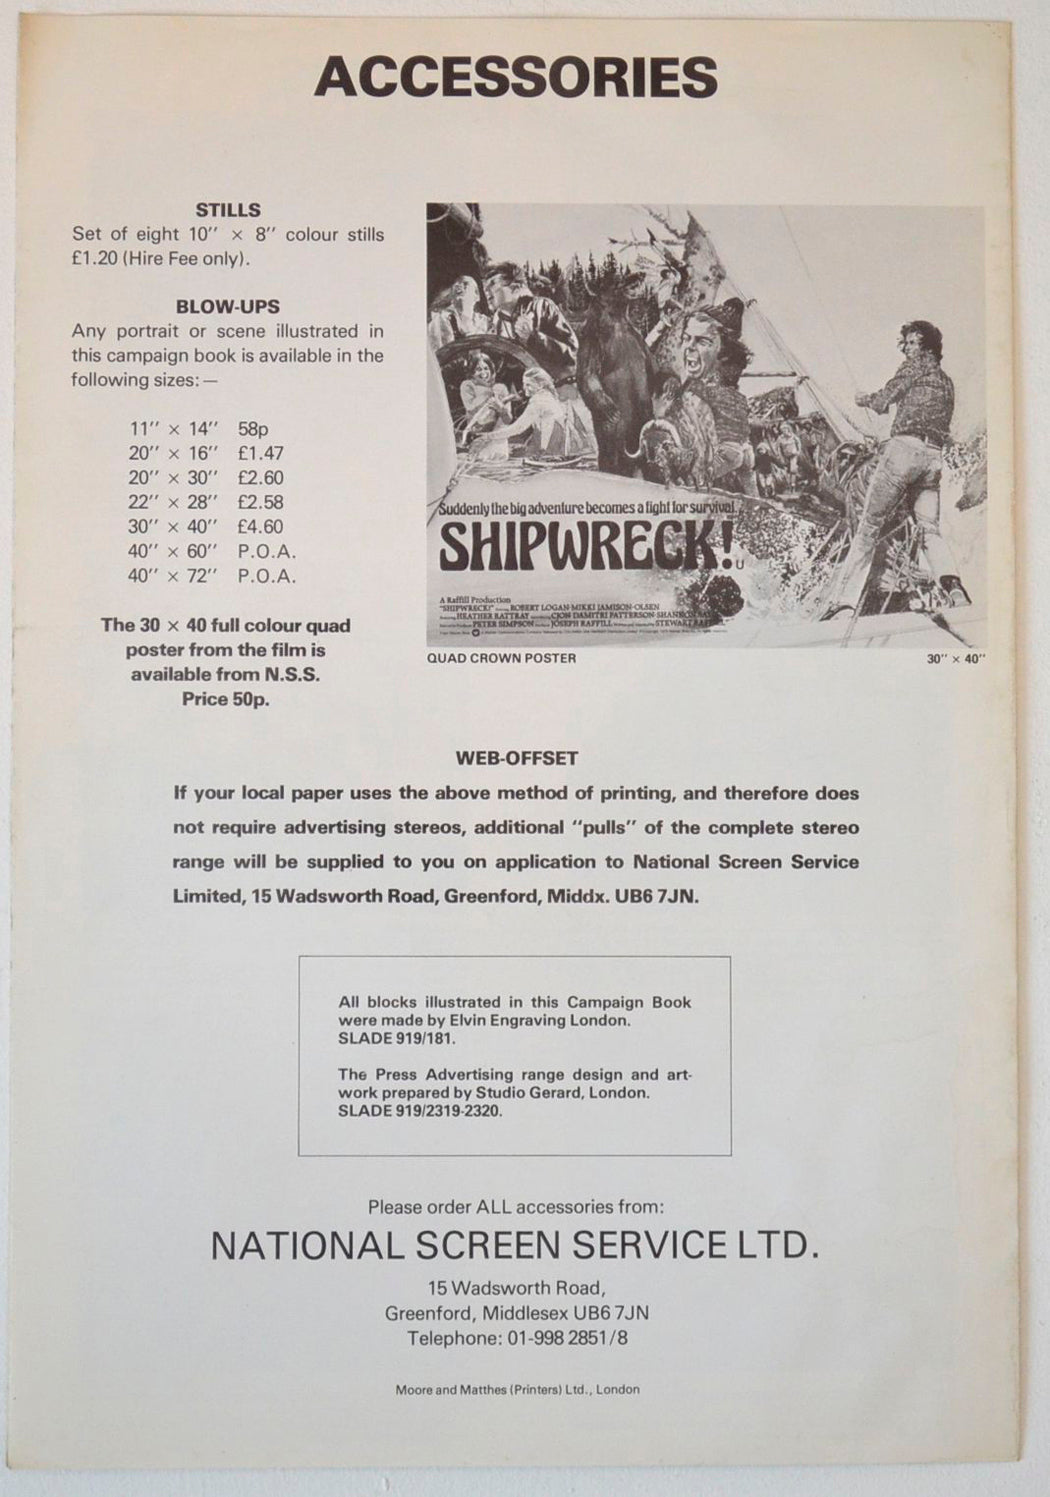 ACCESSORIES
STILLS
Set of eight 10'' × 8'' colour stills
£1.20 (Hire Fee only).
BLOW-UPS
Any portrait or scene illustrated in
this campaign book is available in the
following sizes: —
11'' × 14'' 58p
20'' × 16'' £1.47
20'' × 30'' £2.60
22'' × 28'' £2.58
30'' × 40'' £4.60
40'' × 60'' P.O.A.
40'' × 72'' P.O.A.
The 30 × 40 full colour quad
poster from the film is
available from N.S.S.
Price 50p.
Suddenly the big adventure becomes a fight for survival.
SHIPWRECK!
U
A Raffill Production
"SHIPWRECK!" ROBERT LOGAN·MIKKI JAMISON-OLSEN
HEATHER RATTRAY CJON DAMITRI PATTERSON·SHANNON
PETER SIMPSON JOSEPH RAFFILL STEWART RAFFILL
QUAD CROWN POSTER 30'' × 40''
WEB-OFFSET
If your local paper uses the above method of printing, and therefore does
not require advertising stereos, additional "pulls" of the complete stereo
range will be supplied to you on application to National Screen Service
Limited, 15 Wadsworth Road, Greenford, Middx. UB6 7JN.
All blocks illustrated in this Campaign Book
were made by Elvin Engraving London.
SLADE 919/181.
The Press Advertising range design and art-
work prepared by Studio Gerard, London.
SLADE 919/2319-2320.
Please order ALL accessories from:
NATIONAL SCREEN SERVICE LTD.
15 Wadsworth Road,
Greenford, Middlesex UB6 7JN
Telephone: 01-998 2851/8
Moore and Matthes (Printers) Ltd., London